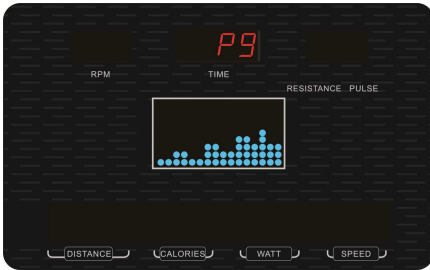 P9
RPM
TIME
RESISTANCE PULSE
DISTANCE
CALORIES
WATT
SPEED